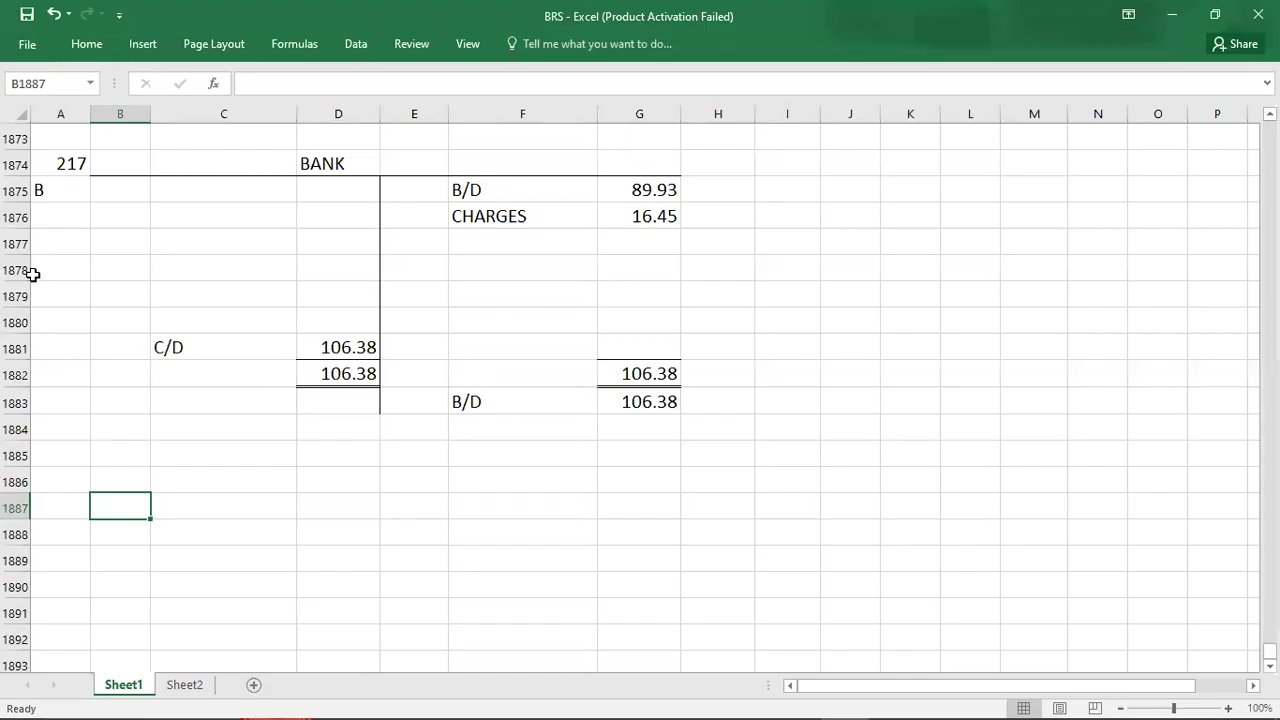 BRS - Excel (Product Activation Failed)
File Home Insert Page Layout Formulas Data Review View Tell me what you want to do... Share
B1887 fx
A B C D E F G H I J K L M N O P
1873
1874 217 BANK
1875 B B/D 89.93
1876 CHARGES 16.45
1877
1878
1879
1880
1881 C/D 106.38
1882 106.38 106.38
1883 B/D 106.38
1884
1885
1886
1887
1888
1889
1890
1891
1892
1893
Sheet1 Sheet2
Ready 100%